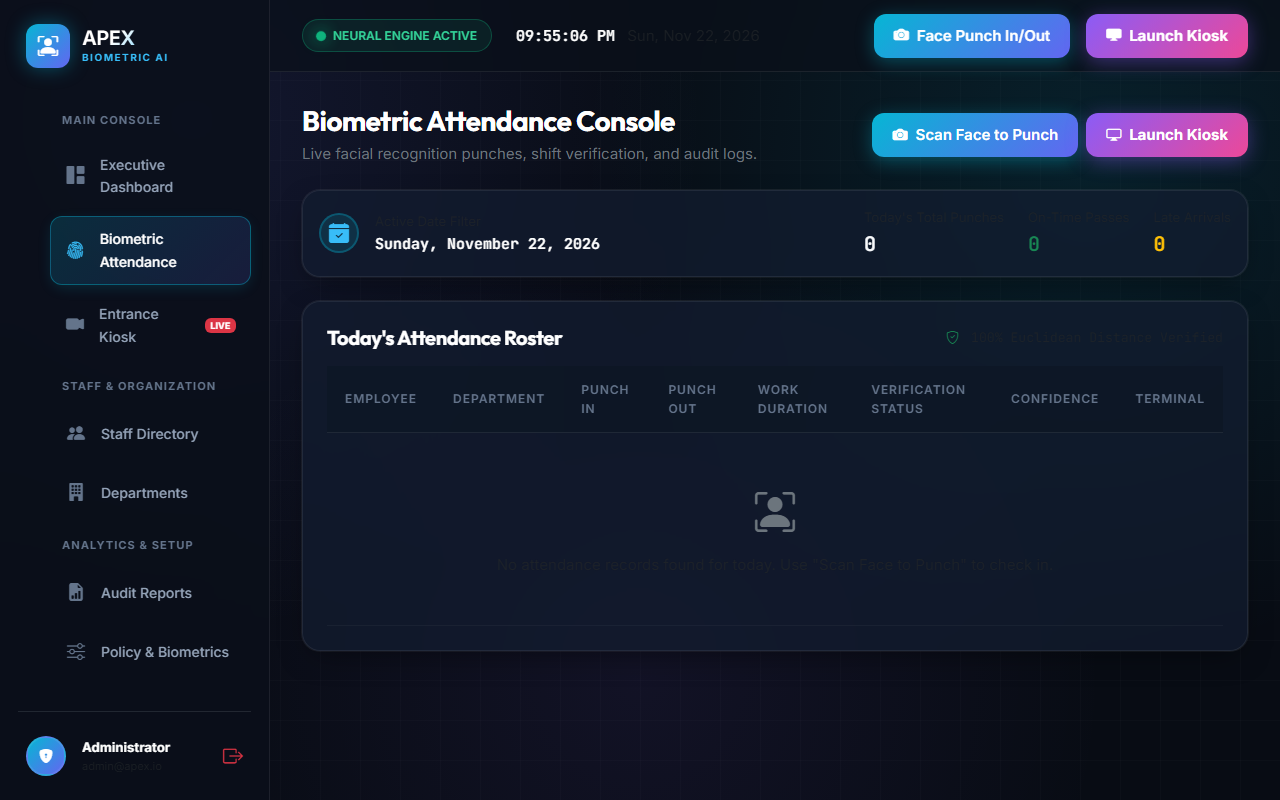 APEX
BIOMETRIC AI
MAIN CONSOLE
Executive
Dashboard
Biometric
Attendance
Entrance
Kiosk
LIVE
STAFF & ORGANIZATION
Staff Directory
Departments
ANALYTICS & SETUP
Audit Reports
Policy & Biometrics
Administrator
admin@apex.io
NEURAL ENGINE ACTIVE
09:55:06 PM
Sun, Nov 22, 2026
Face Punch In/Out
Launch Kiosk
Biometric Attendance Console
Live facial recognition punches, shift verification, and audit logs.
Scan Face to Punch
Launch Kiosk
Active Date Filter
Sunday, November 22, 2026
Today's Total Punches
0
On Time Passes
0
Late Arrivals
0
Today's Attendance Roster
100% Euclidean Distance Verified
EMPLOYEE
DEPARTMENT
PUNCH
IN
PUNCH
OUT
WORK
DURATION
VERIFICATION
STATUS
CONFIDENCE
TERMINAL
No attendance records found for today. Use "Scan Face to Punch" to check in.